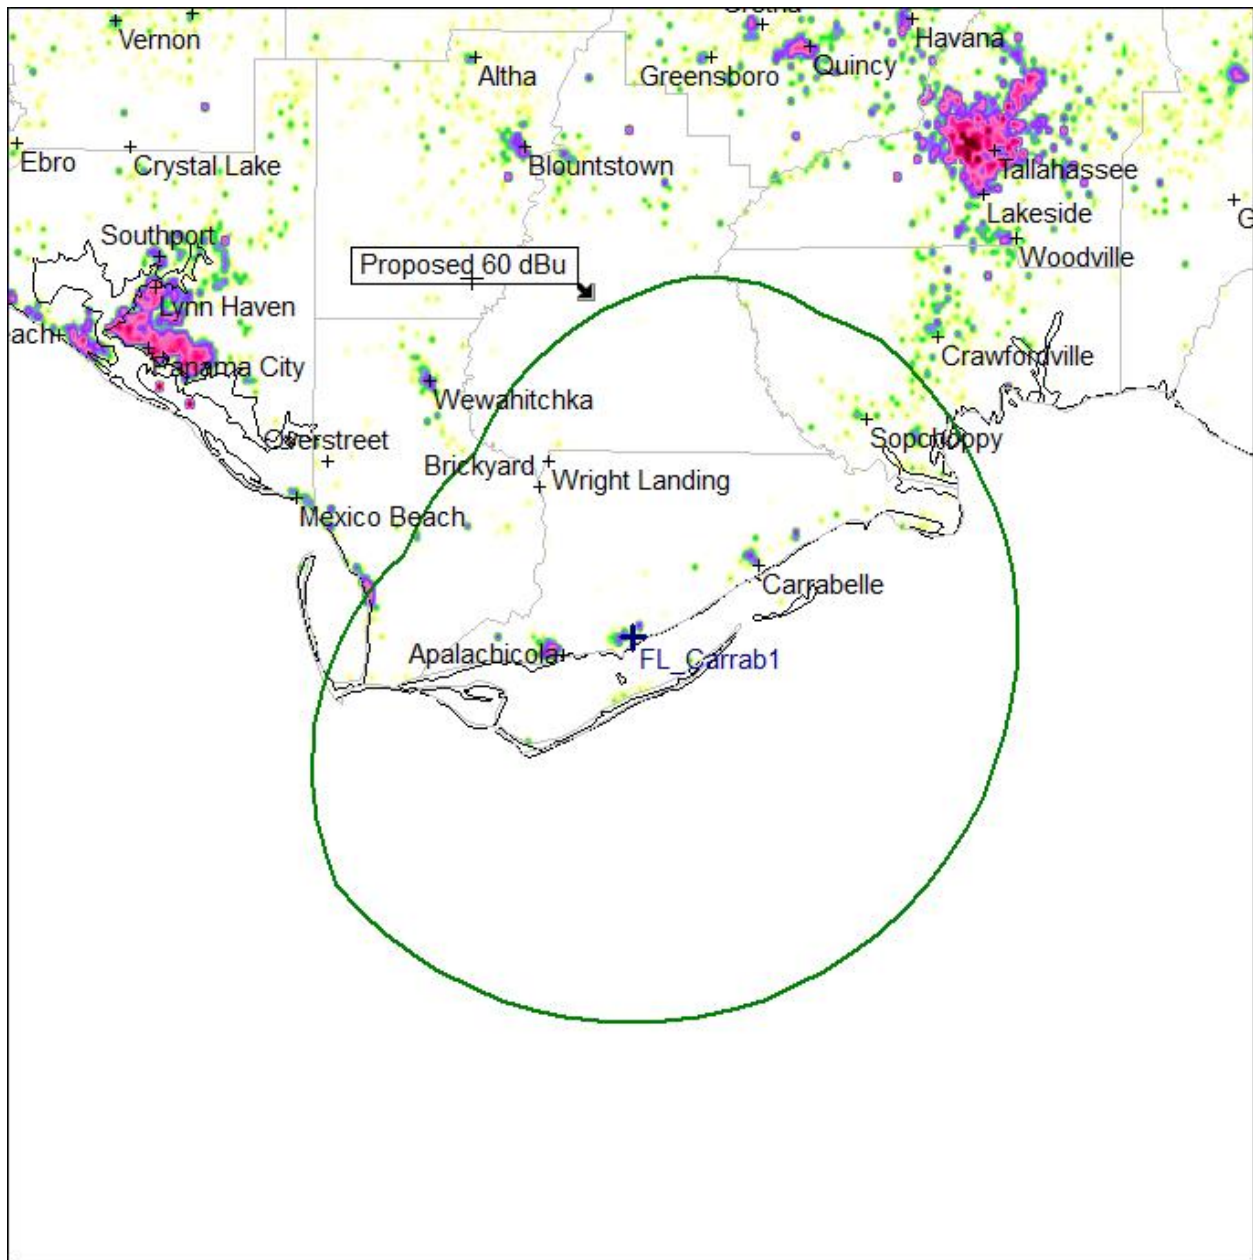 Vernon
Altha
Greensboro
Quincy
Havana
Ebro
Crystal Lake
Blountstown
Tallahassee
Lakeside
Southport
Woodville
Proposed 60 dBu
Lynn Haven
Crawfordville
Panama City
Wewahitchka
Overstreet
Sopchoppy
Brickyard
Wright Landing
Mexico Beach
Carrabelle
Apalachicola
FL_Carrab1